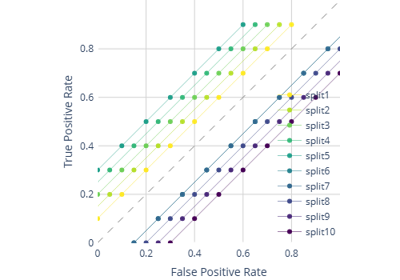 True Positive Rate
0.8
0.6
0.4
0.2
0
0
0.2
0.4
0.6
0.8
False Positive Rate
split1
split2
split3
split4
split5
split6
split7
split8
split9
split10